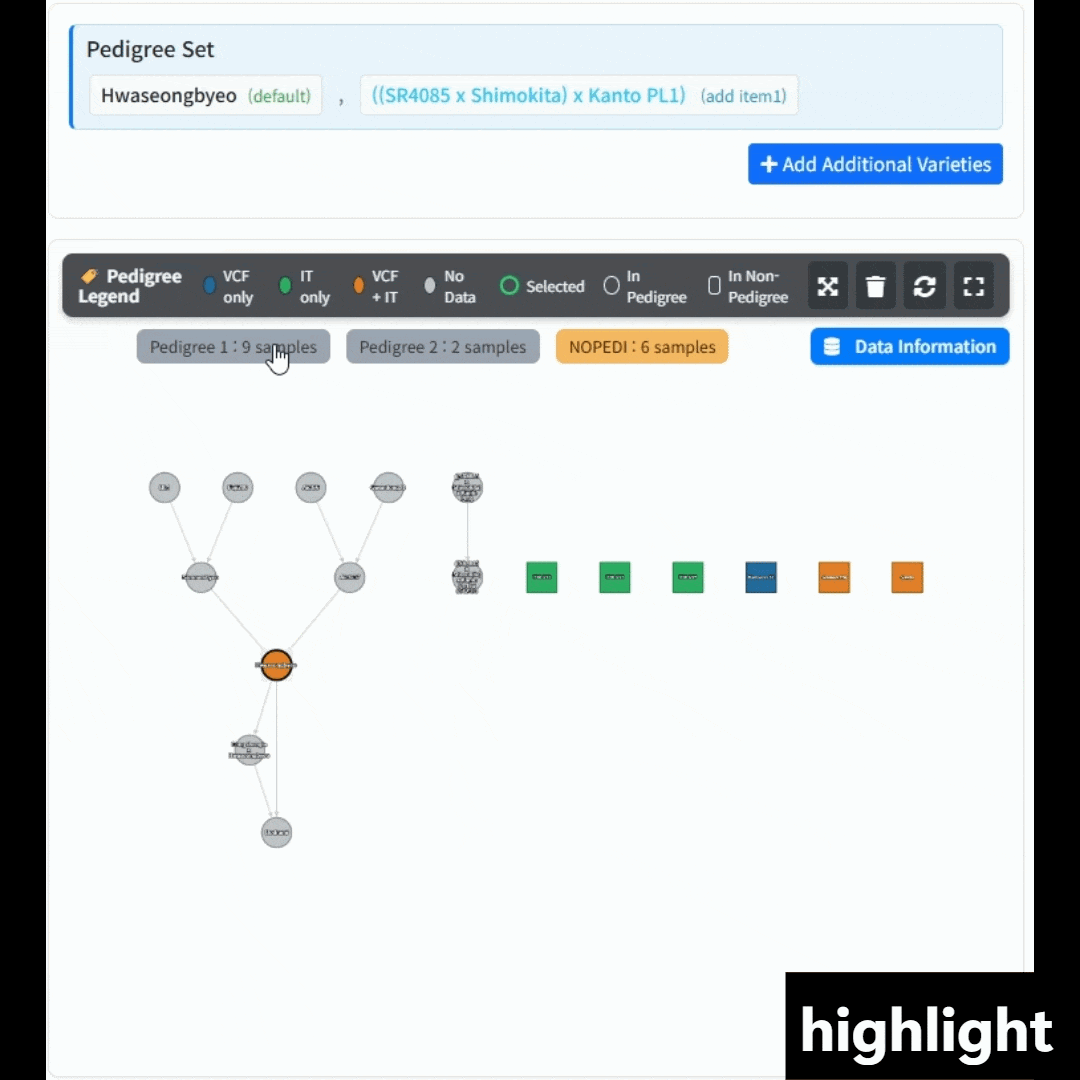 Pedigree Set
Hwaseongbyeo (default) , ((SR4085 x Shimokita) x Kanto PL1) (add item1)
Add Additional Varieties
Pedigree Legend
VCF only
IT only
VCF + IT
No Data
Selected
In Pedigree
In Non-Pedigree
Pedigree 1 : 9 samples
Pedigree 2 : 2 samples
NOPEDI : 6 samples
Data Information
highlight